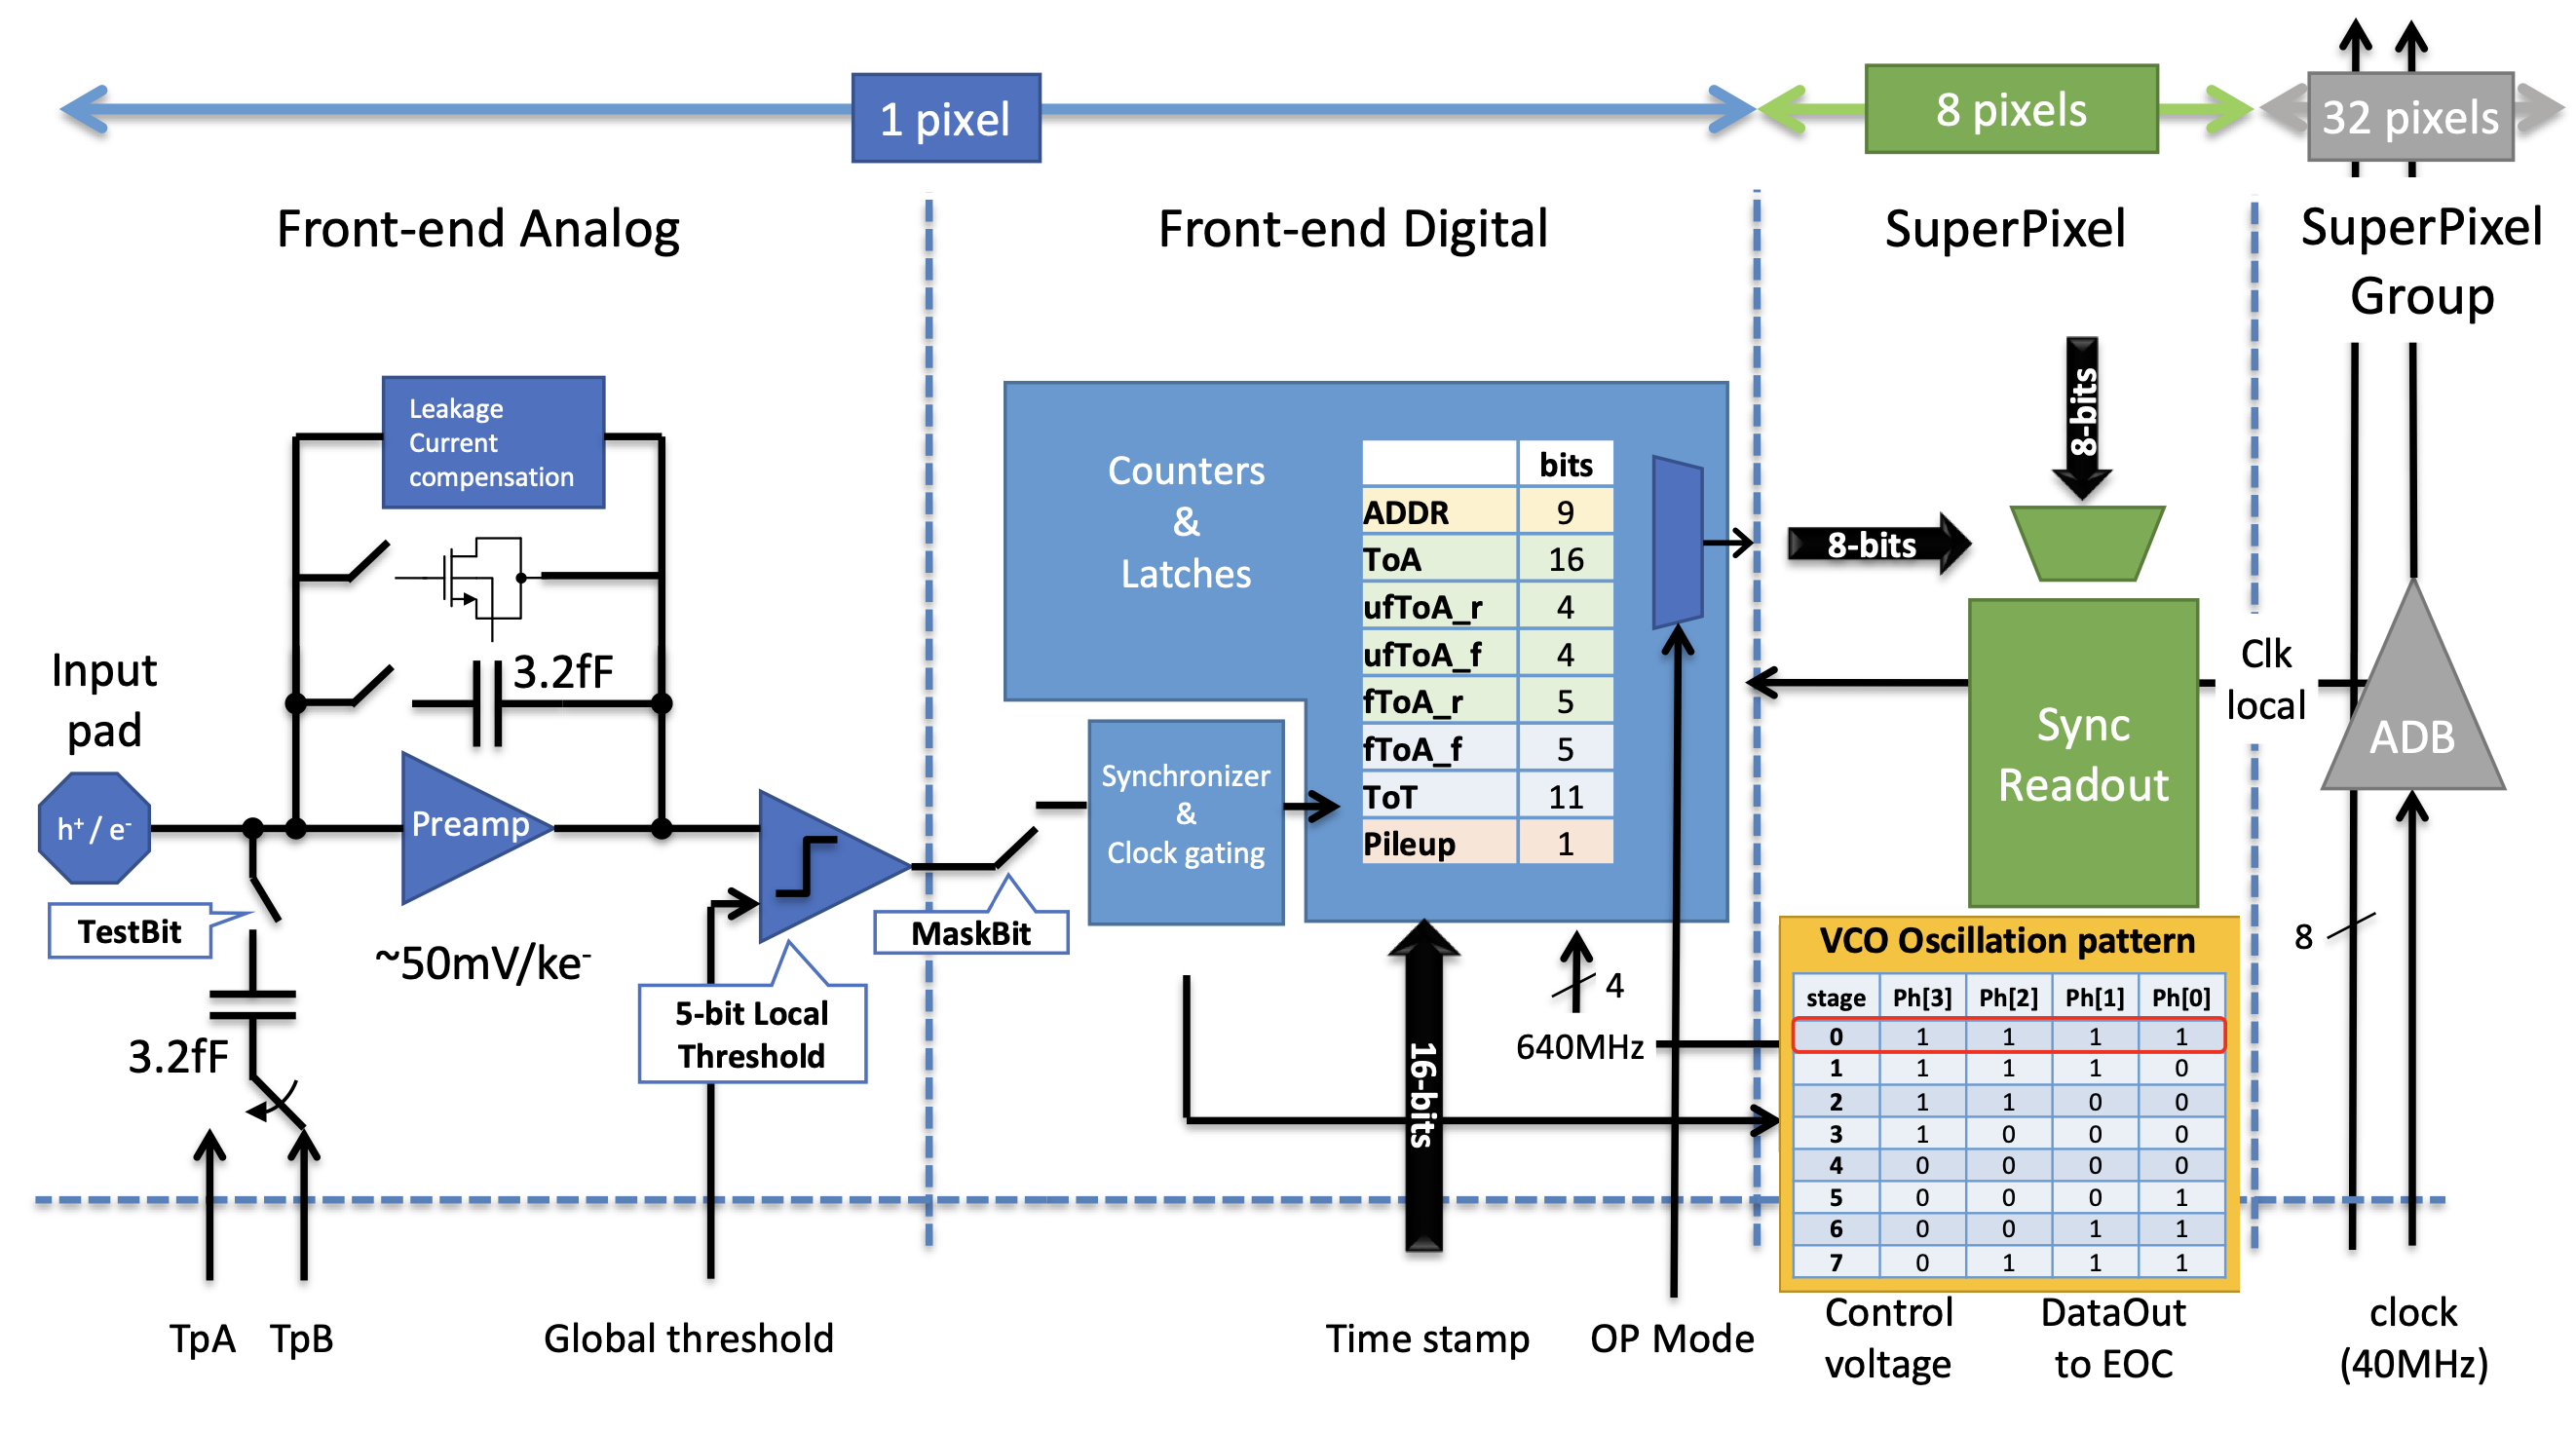 1 pixel
8 pixels
32 pixels
Front-end Analog
Front-end Digital
SuperPixel
SuperPixel
Group
Leakage
Current
compensation
3.2fF
Input
pad
h+ / e-
Preamp
TestBit
~50mV/ke-
3.2fF
5-bit Local
Threshold
MaskBit
TpA
TpB
Global threshold
Counters
&
Latches
Synchronizer
&
Clock gating
bits
ADDR 9
ToA 16
ufToA_r 4
ufToA_f 4
fToA_r 5
fToA_f 5
ToT 11
Pileup 1
4
640MHz
16-bits
Time stamp
OP Mode
8-bits
8-bits
Sync
Readout
Clk
local
ADB
8
VCO Oscillation pattern
stage Ph[3] Ph[2] Ph[1] Ph[0]
0 1 1 1 1
1 1 1 1 0
2 1 1 0 0
3 1 0 0 0
4 0 0 0 0
5 0 0 0 1
6 0 0 1 1
7 0 1 1 1
Control
voltage
DataOut
to EOC
clock
(40MHz)